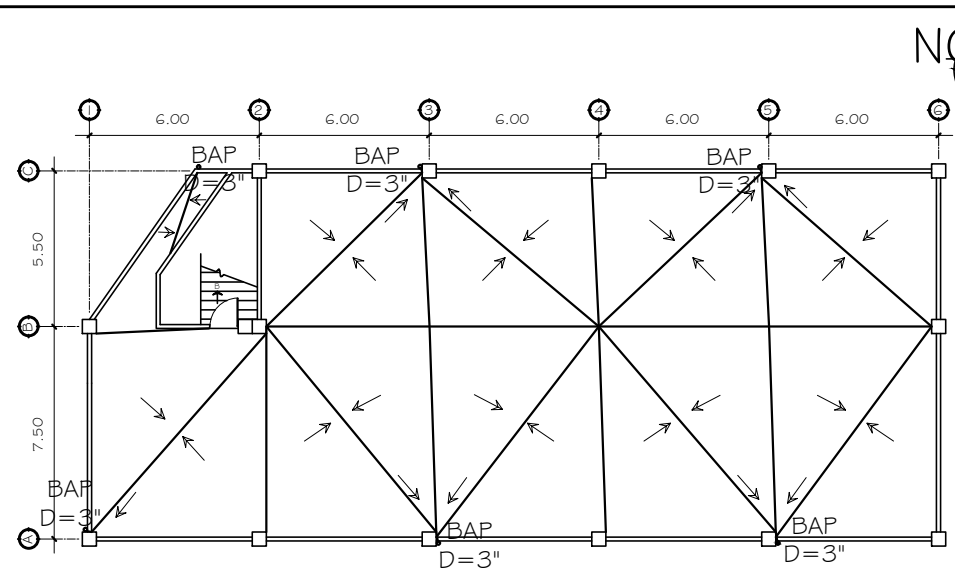 1 2 3 4 5 6
6.00 6.00 6.00 6.00 6.00
C
BAP
D=3"
BAP
D=3"
BAP
D=3"
5.50
B
B
7.50
BAP
D=3"
A
BAP
D=3"
BAP
D=3"